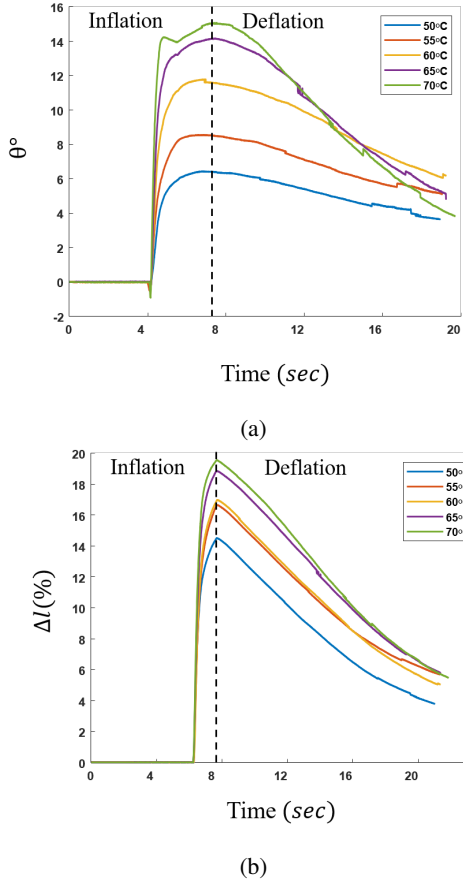 Inflation Deflation
50°C
55°C
60°C
65°C
70°C
16
14
12
10
8
6
4
2
0
-2
θ°
0 4 8 12 16 20
Time (sec)
(a)
Inflation Deflation
50°
55°
60°
65°
70°
20
18
16
14
12
10
8
6
4
2
0
Δl(%)
0 4 8 12 16 20
Time (sec)
(b)